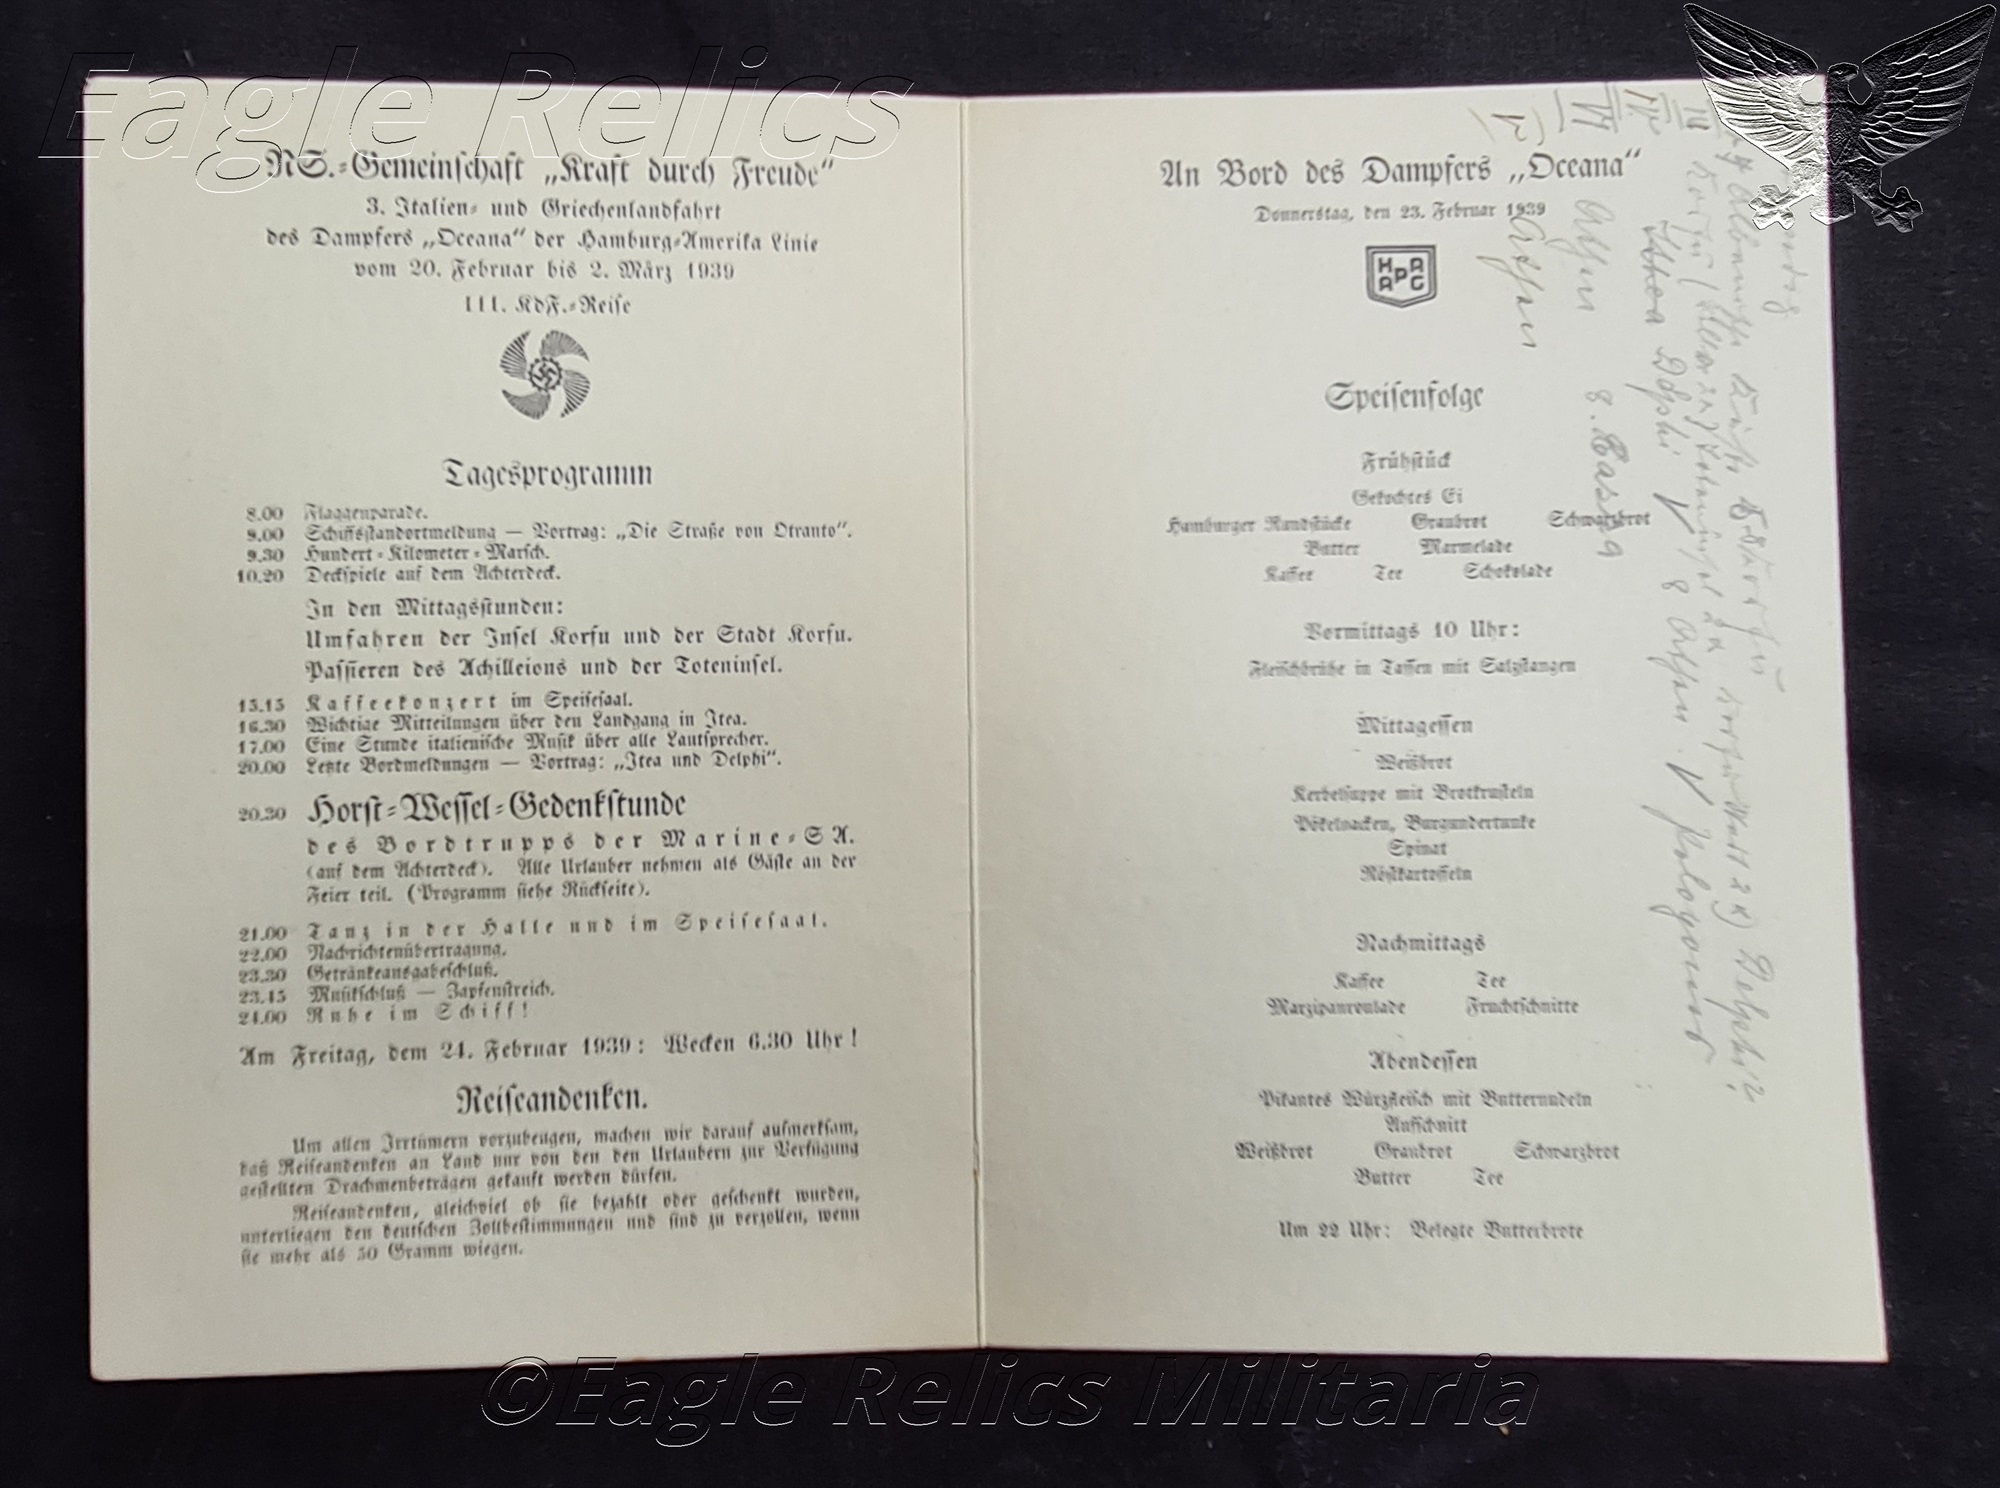 Eagle Relics
NS.-Gemeinschaft „Kraft durch Freude“
3. Italien- und Griechenlandfahrt
des Dampfers „Oceana“ der Hamburg-Amerika Linie
vom 20. Februar bis 2. März 1939
111. KdF.-Reise
Tagesprogramm
8.00 Flaggenparade.
9.00 Schiffsstandortmeldung — Vortrag: „Die Straße von Otranto“.
9.30 Hundert-Kilometer-Marsch.
10.20 Deckspiele auf dem Achterdeck.
In den Mittagsstunden:
Umfahren der Insel Korfu und der Stadt Korfu.
Passieren des Achilleions und der Toteninsel.
15.15 Kaffeekonzert im Speisesaal.
16.30 Wichtige Mitteilungen über den Landgang in Itea.
17.00 Eine Stunde italienische Musik über alle Lautsprecher.
20.00 Letzte Bordmeldungen — Vortrag: „Itea und Delphi“.
20.30 Horst-Wessel-Gedenkstunde
des Bordtrupps der Marine-SA.
(auf dem Achterdeck). Alle Urlauber nehmen als Gäste an der
Feier teil. (Programm siehe Rückseite).
21.00 Tanz in der Halle und im Speisesaal.
22.00 Nachrichtenübertragung.
23.30 Getränkeausgabeschluß.
23.45 Musikschluß — Zapfenstreich.
24.00 Ruhe im Schiff!
Am Freitag, dem 24. Februar 1939: Wecken 6.30 Uhr!
Reiseandenken.
Um allen Irrtümern vorzubeugen, machen wir darauf aufmerksam,
daß Reiseandenken an Land nur von den den Urlaubern zur Verfügung
gestellten Drachmenbeträgen gekauft werden dürfen.
Reiseandenken, gleichviel ob sie bezahlt oder geschenkt wurden,
unterliegen den deutschen Zollbestimmungen und sind zu verzollen, wenn
sie mehr als 50 Gramm wiegen.
An Bord des Dampfers „Oceana“
Donnerstag, den 23. Februar 1939
HAPAG
Speisenfolge
Frühstück
Gekochtes Ei
Hamburger Rundstücke Graubrot Schwarzbrot
Butter Marmelade
Kaffee Tee Schokolade
Vormittags 10 Uhr:
Fleischbrühe in Tassen mit Salzstangen
Mittagessen
Weißbrot
Kerbelsuppe mit Brotkrusteln
Pökelnacken, Burgundertunke
Spinat
Röstkartoffeln
Nachmittags
Kaffee Tee
Marzipanroulade Fruchtschnitte
Abendessen
Pikantes Würzfleisch mit Butternudeln
Aufschnitt
Weißbrot Graubrot Schwarzbrot
Butter Tee
Um 22 Uhr: Belegte Butterbrote
Athen
Athen
Itea Delphi
©Eagle Relics Militaria